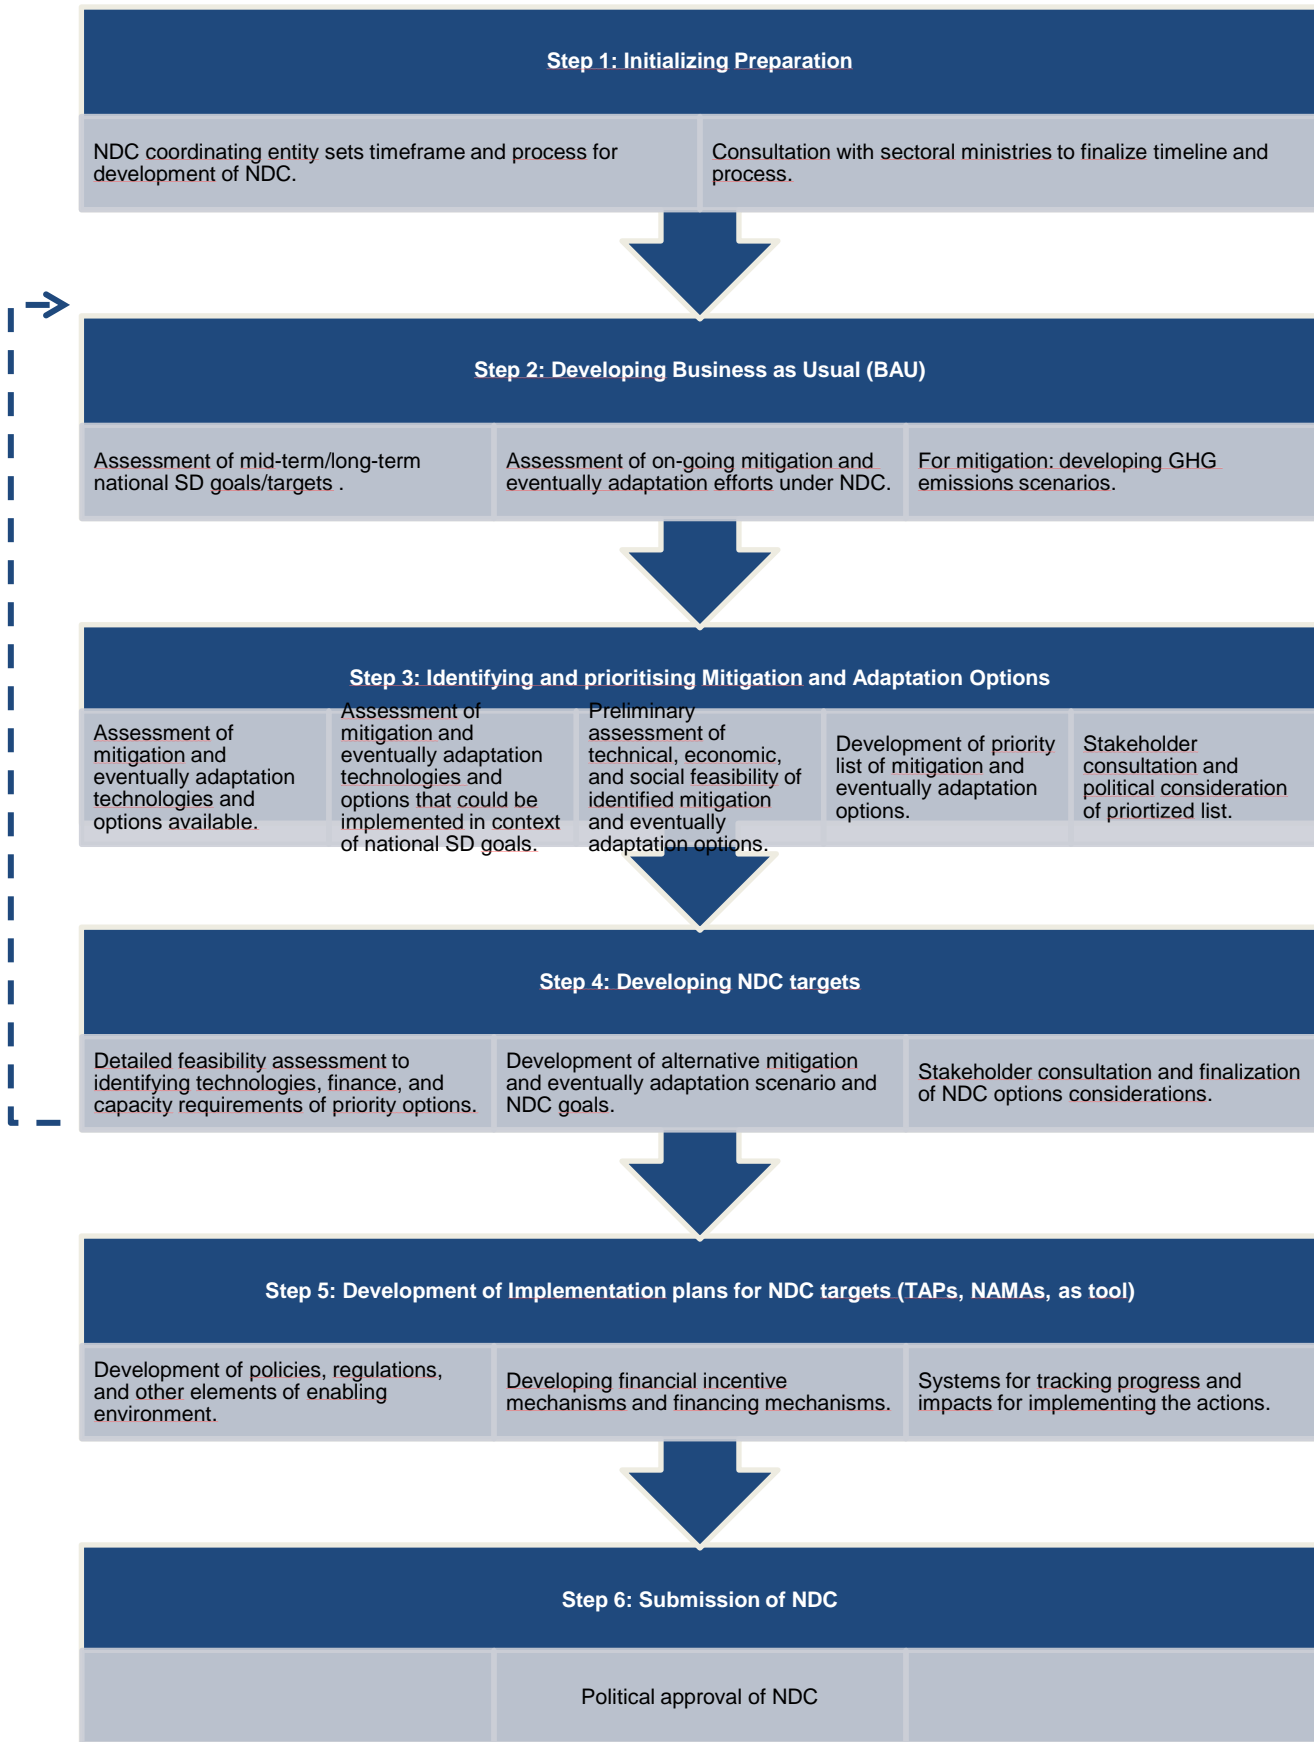 Step 1: Initializing Preparation
NDC coordinating entity sets timeframe and process for
development of NDC.
Consultation with sectoral ministries to finalize timeline and
process.
Step 2: Developing Business as Usual (BAU)
Assessment of mid-term/long-term
national SD goals/targets .
Assessment of on-going mitigation and
eventually adaptation efforts under NDC.
For mitigation: developing GHG
emissions scenarios.
Step 3: Identifying and prioritising Mitigation and Adaptation Options
Assessment of
mitigation and
eventually adaptation
technologies and
options available.
Assessment of
mitigation and
eventually adaptation
technologies and
options that could be
implemented in context
of national SD goals.
Preliminary
assessment of
technical, economic,
and social feasibility of
identified mitigation
and eventually
adaptation options.
Development of priority
list of mitigation and
eventually adaptation
options.
Stakeholder
consultation and
political consideration
of priortized list.
Step 4: Developing NDC targets
Detailed feasibility assessment to
identifying technologies, finance, and
capacity requirements of priority options.
Development of alternative mitigation
and eventually adaptation scenario and
NDC goals.
Stakeholder consultation and finalization
of NDC options considerations.
Step 5: Development of Implementation plans for NDC targets (TAPs, NAMAs, as tool)
Development of policies, regulations,
and other elements of enabling
environment.
Developing financial incentive
mechanisms and financing mechanisms.
Systems for tracking progress and
impacts for implementing the actions.
Step 6: Submission of NDC
Political approval of NDC